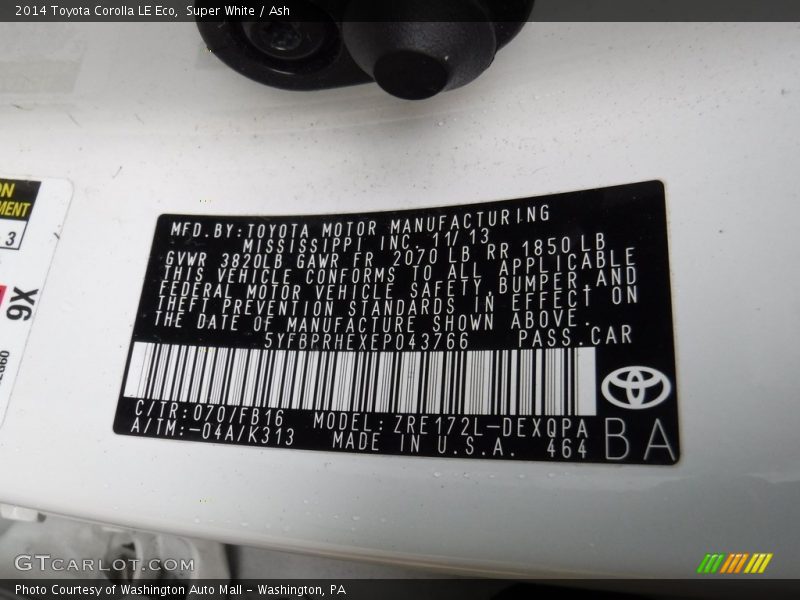 2014 Toyota Corolla LE Eco, Super White / Ash
ON
MENT
3
X6
MFD.BY:TOYOTA MOTOR MANUFACTURING
MISSISSIPPI INC. 11/13
GVWR 3820LB GAWR FR 2070 LB RR 1850 LB
THIS VEHICLE CONFORMS TO ALL APPLICABLE
FEDERAL MOTOR VEHICLE SAFETY,BUMPER,AND
THEFT PREVENTION STANDARDS IN EFFECT ON
THE DATE OF MANUFACTURE SHOWN ABOVE.
5YFBPRHEXEP043766 PASS.CAR
C/TR:070/FB16 MODEL:ZRE172L-DEXQPA
A/TM:-04A/K313 MADE IN U.S.A. 464 BA
GTCARLOT.COM
Photo Courtesy of Washington Auto Mall - Washington, PA